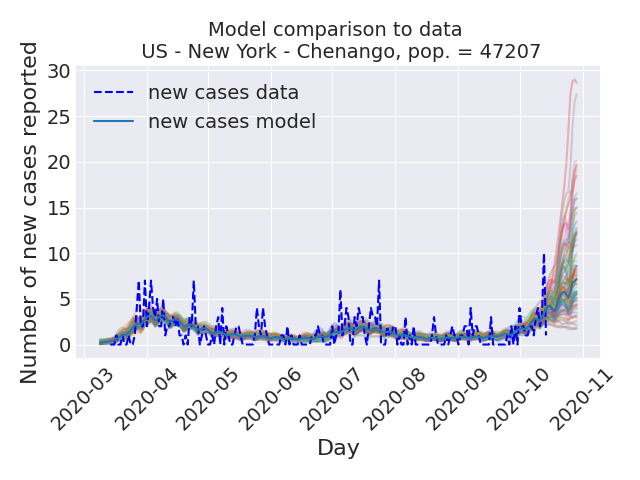 Model comparison to data
US - New York - Chenango, pop. = 47207
Number of new cases reported
30
25
20
15
10
5
0
new cases data
new cases model
2020-03
2020-04
2020-05
2020-06
2020-07
2020-08
2020-09
2020-10
2020-11
Day